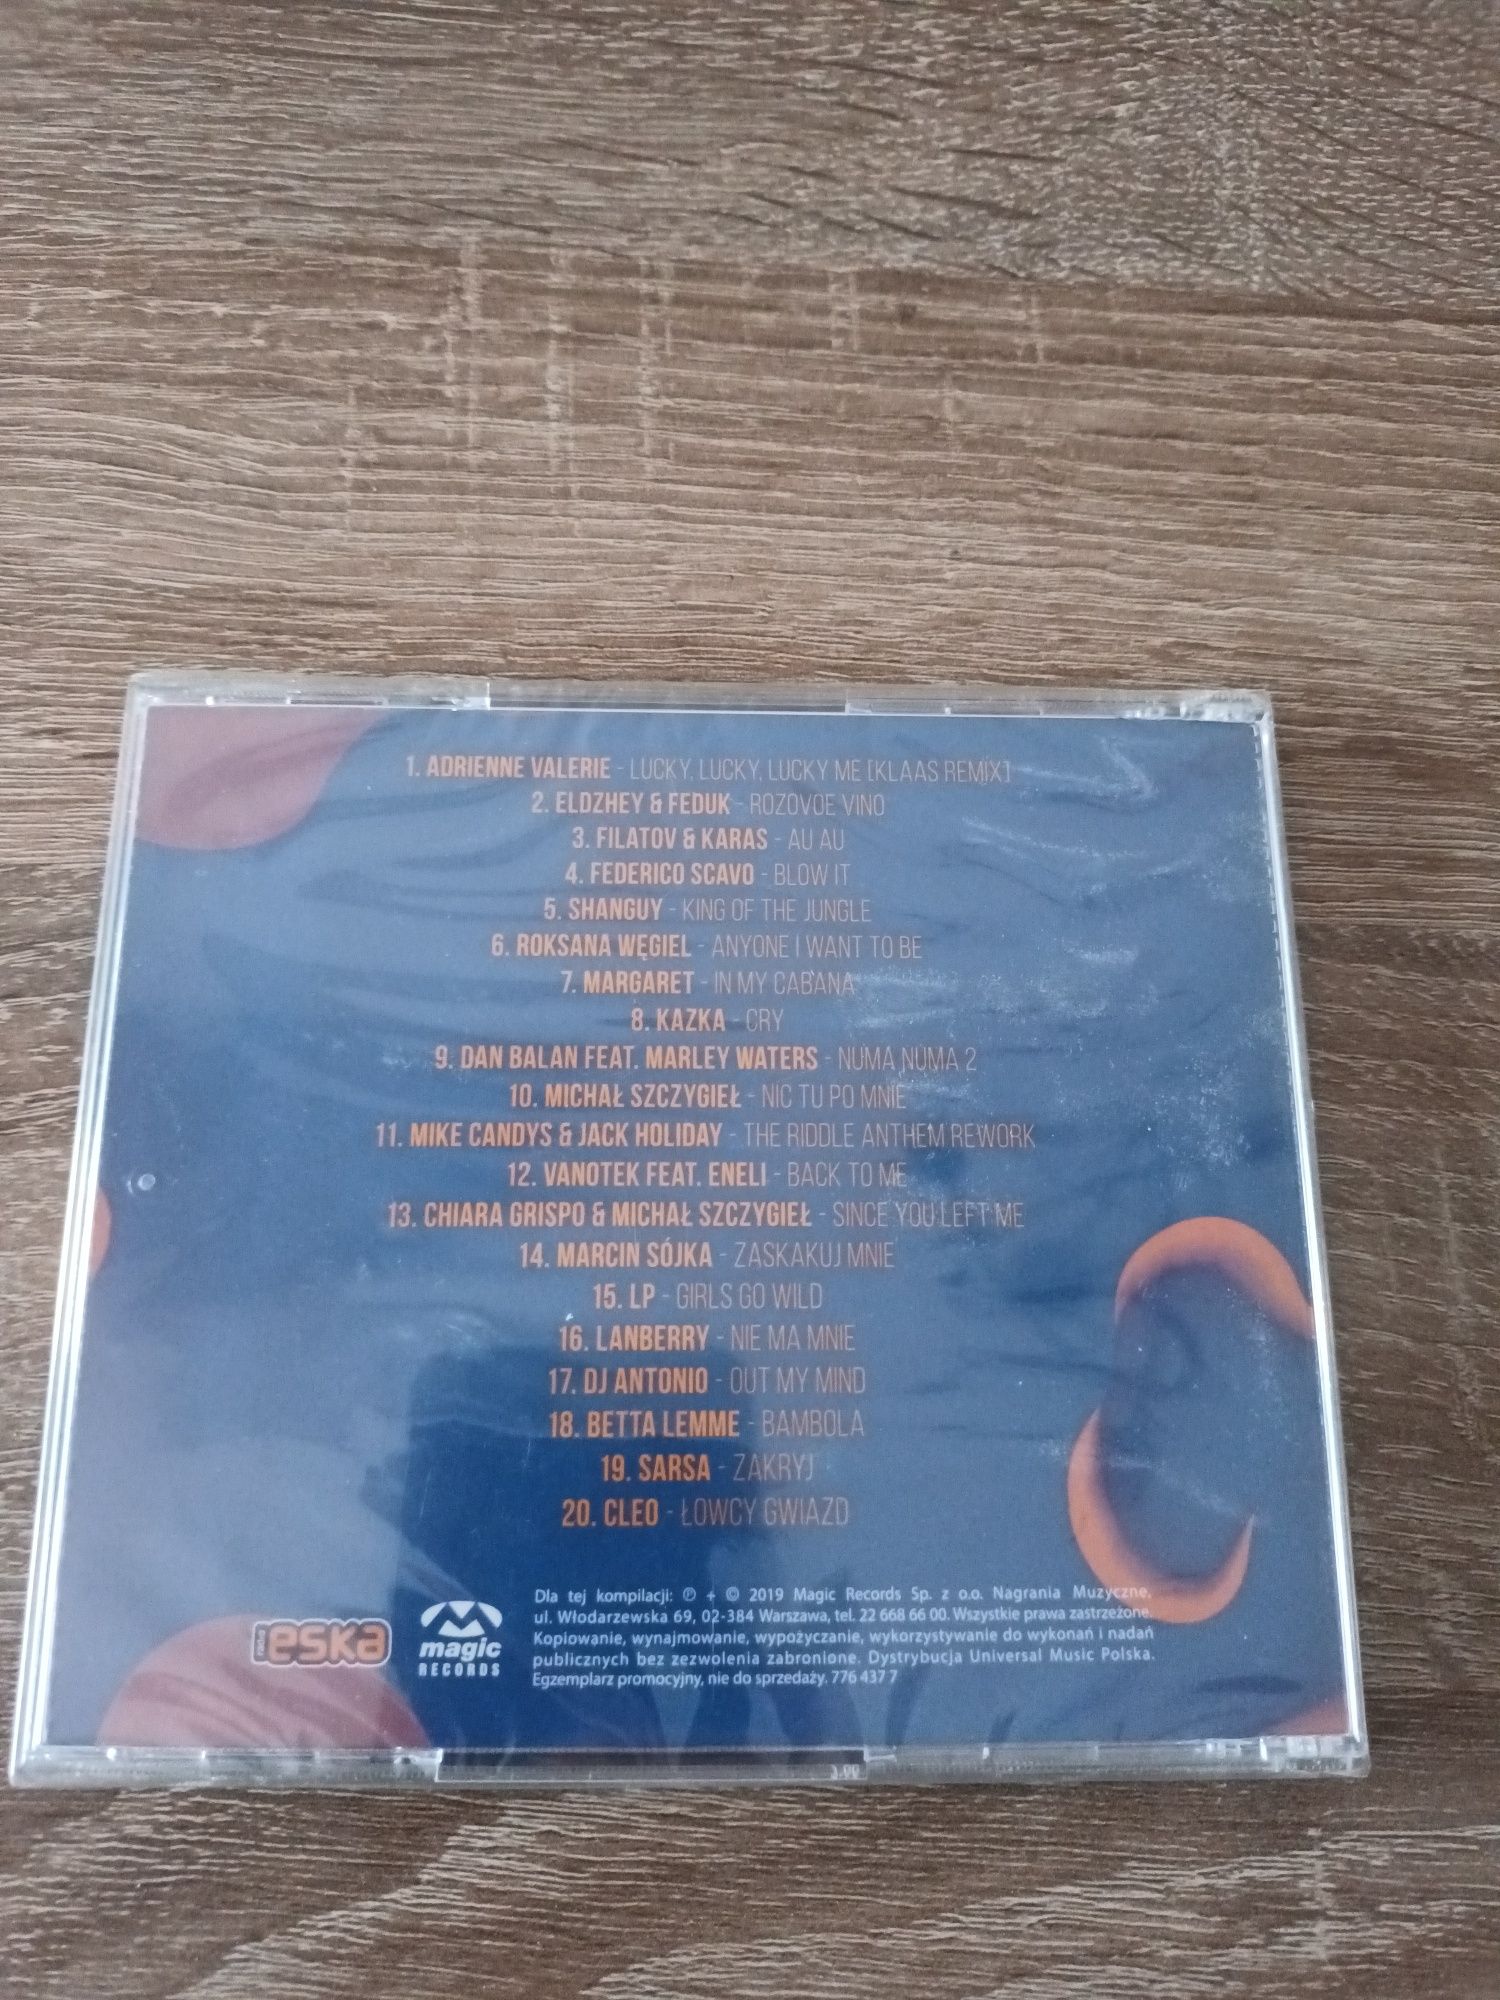 1. ADRIENNE VALERIE - LUCKY, LUCKY, LUCKY ME [KLAAS REMIX]
2. ELDZHEY & FEDUK - ROZOVOE VINO
3. FILATOV & KARAS - AU AU
4. FEDERICO SCAVO - BLOW IT
5. SHANGUY - KING OF THE JUNGLE
6. ROKSANA WĘGIEL - ANYONE I WANT TO BE
7. MARGARET - IN MY CABANA
8. KAZKA - CRY
9. DAN BALAN FEAT. MARLEY WATERS - NUMA NUMA 2
10. MICHAŁ SZCZYGIEŁ - NIC TU PO MNIE
11. MIKE CANDYS & JACK HOLIDAY - THE RIDDLE ANTHEM REWORK
12. VANOTEK FEAT. ENELI - BACK TO ME
13. CHIARA GRISPO & MICHAŁ SZCZYGIEŁ - SINCE YOU LEFT ME
14. MARCIN SÓJKA - ZASKAKUJ MNIE
15. LP - GIRLS GO WILD
16. LANBERRY - NIE MA MNIE
17. DJ ANTONIO - OUT MY MIND
18. BETTA LEMME - BAMBOLA
19. SARSA - ZAKRYJ
20. CLEO - ŁOWCY GWIAZD
radio eska
magic
RECORDS
Dla tej kompilacji: ℗ + © 2019 Magic Records Sp. z o.o. Nagrania Muzyczne,
ul. Włodarzewska 69, 02-384 Warszawa, tel. 22 668 66 00. Wszystkie prawa zastrzeżone.
Kopiowanie, wynajmowanie, wypożyczanie, wykorzystywanie do wykonań i nadań
publicznych bez zezwolenia zabronione. Dystrybucja Universal Music Polska.
Egzemplarz promocyjny, nie do sprzedaży. 776 437 7